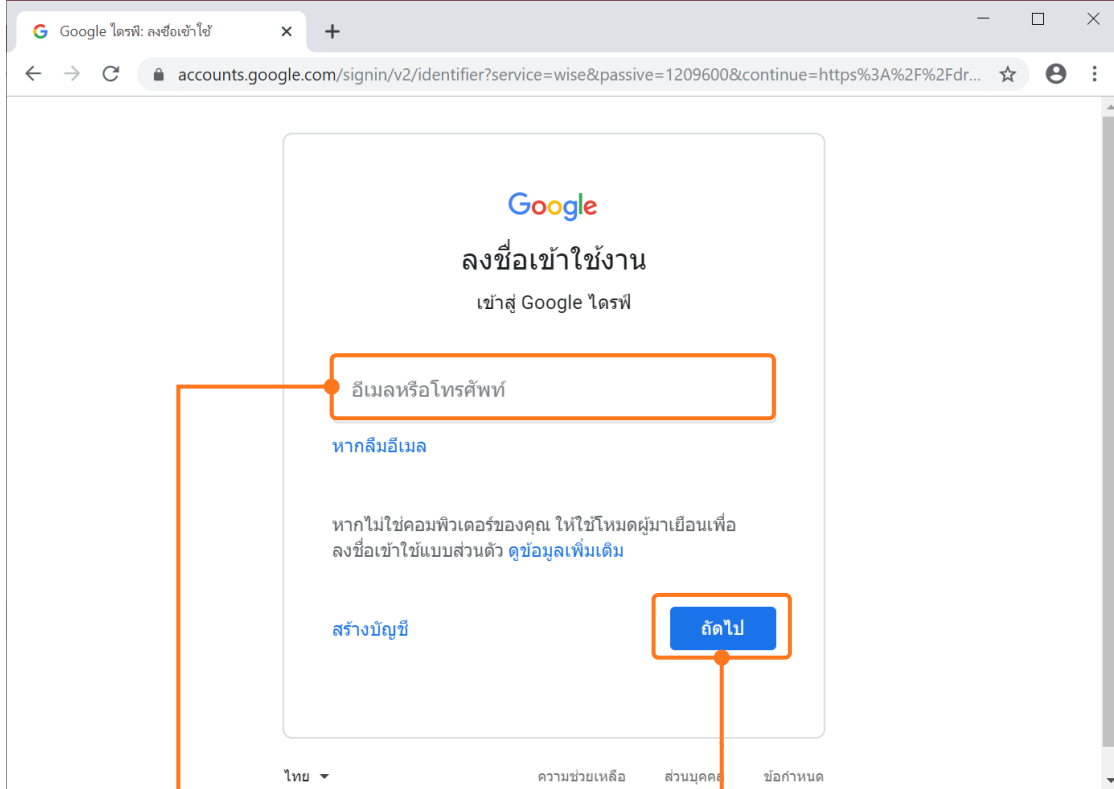 Google ไดรฟ์: ลงชื่อเข้าใช้
accounts.google.com/signin/v2/identifier?service=wise&passive=1209600&continue=https%3A%2F%2Fdr...
Google
ลงชื่อเข้าใช้งาน
เข้าสู่ Google ไดรฟ์
อีเมลหรือโทรศัพท์
หากลืมอีเมล
หากไม่ใช่คอมพิวเตอร์ของคุณ ให้ใช้โหมดผู้มาเยือนเพื่อ
ลงชื่อเข้าใช้แบบส่วนตัว ดูข้อมูลเพิ่มเติม
สร้างบัญชี ถัดไป
ไทย ความช่วยเหลือ ส่วนบุคคล ข้อกำหนด